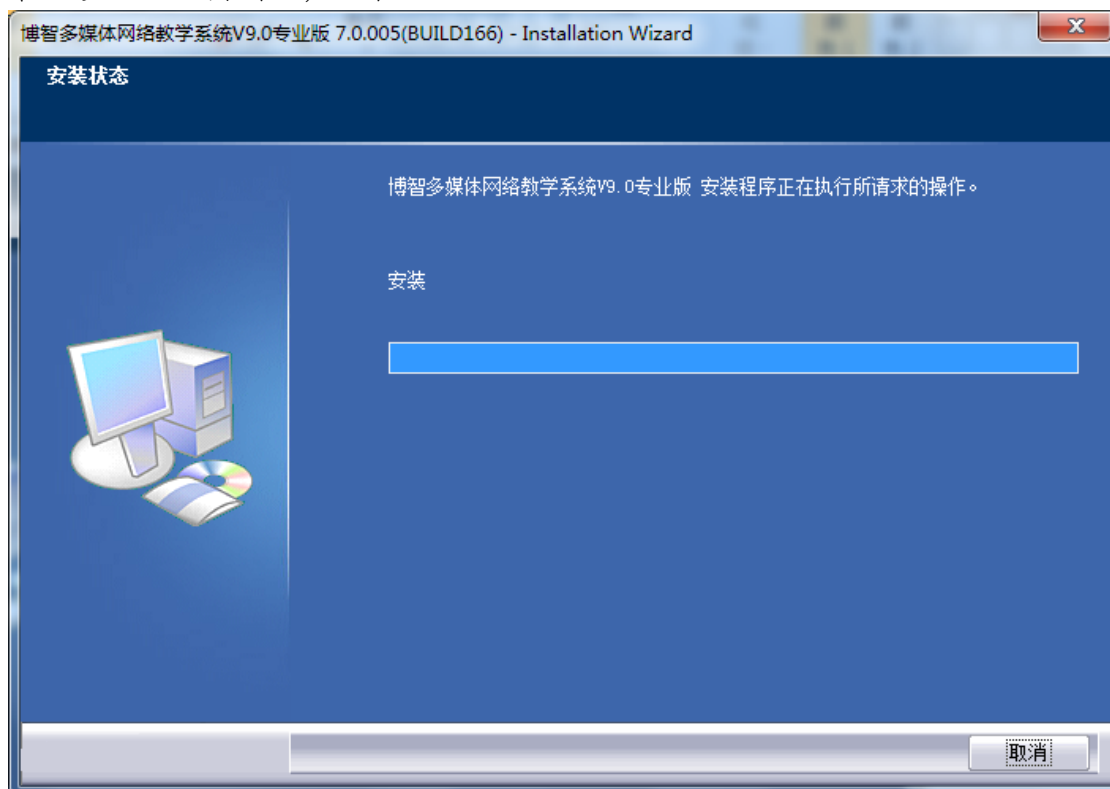 博智多媒体网络教学系统V9.0专业版 7.0.005(BUILD166) - Installation Wizard
安装状态
博智多媒体网络教学系统V9.0专业版 安装程序正在执行所请求的操作。
安装
取消